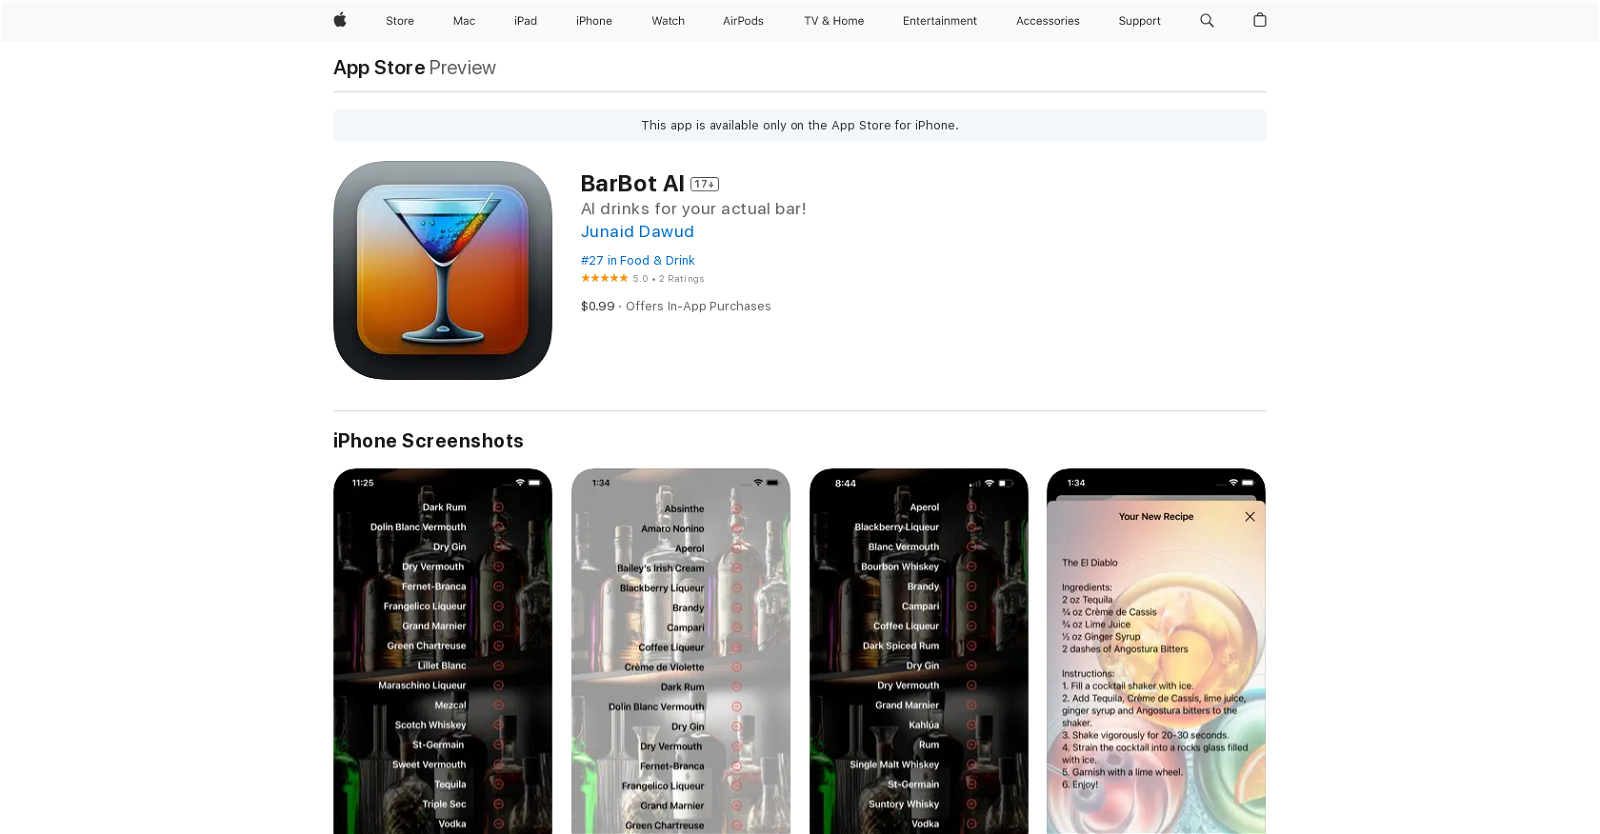 Store
Mac
iPad
iPhone
Watch
AirPods
TV & Home
Entertainment
Accessories
Support
App Store Preview
This app is available only on the App Store for iPhone.
BarBot AI 17+
AI drinks for your actual bar!
Junaid Dawud
#27 in Food & Drink
★★★★★ 5.0 • 2 Ratings
$0.99 · Offers In-App Purchases
iPhone Screenshots
11:25
Dark Rum
Dolin Blanc Vermouth
Dry Gin
Dry Vermouth
Fernet-Branca
Frangelico Liqueur
Grand Marnier
Green Chartreuse
Lillet Blanc
Maraschino Liqueur
Mezcal
Scotch Whiskey
St-Germain
Sweet Vermouth
Tequila
Triple Sec
Vodka
1:34
Absinthe
Amaro Nonino
Aperol
Bailey's Irish Cream
Blackberry Liqueur
Brandy
Campari
Coffee Liqueur
Crème de Violette
Dark Rum
Dolin Blanc Vermouth
Dry Gin
Dry Vermouth
Fernet-Branca
Frangelico Liqueur
Grand Marnier
Green Chartreuse
8:44
Aperol
Blackberry Liqueur
Blanc Vermouth
Bourbon Whiskey
Brandy
Campari
Coffee Liqueur
Dark Spiced Rum
Dry Gin
Dry Vermouth
Grand Marnier
Kahlúa
Rum
Single Malt Whiskey
St-Germain
Suntory Whisky
Vodka
1:34
Your New Recipe
The El Diablo
Ingredients:
2 oz Tequila
¾ oz Crème de Cassis
¾ oz Lime Juice
½ oz Ginger Syrup
2 dashes of Angostura Bitters
Instructions:
1. Fill a cocktail shaker with ice.
2. Add Tequila, Crème de Cassis, lime juice,
ginger syrup and Angostura bitters to the
shaker.
3. Shake vigorously for 20-30 seconds.
4. Strain the cocktail into a rocks glass filled
with ice.
5. Garnish with a lime wheel.
6. Enjoy!